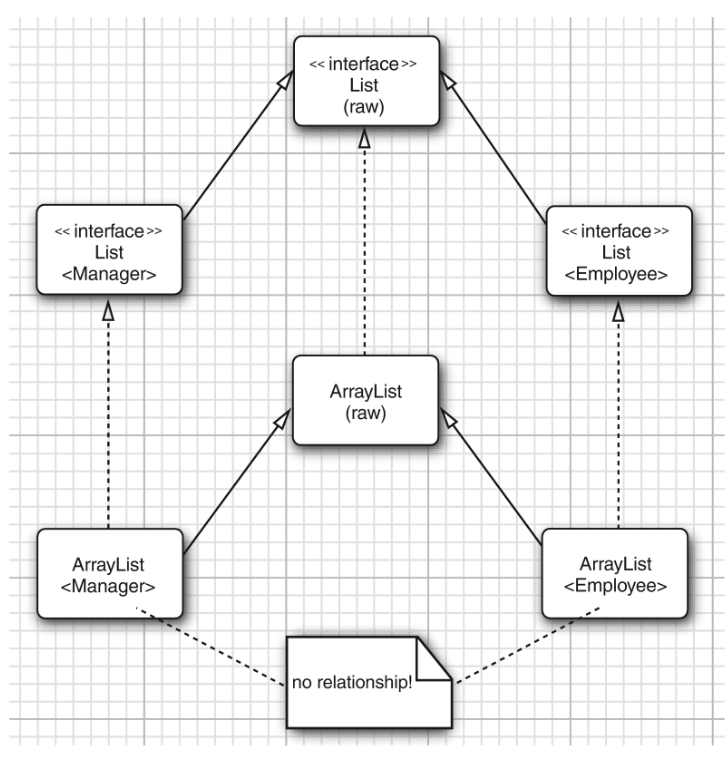 <<interface>>
List
(raw)
<<interface>>
List
<Manager>
<<interface>>
List
<Employee>
ArrayList
(raw)
ArrayList
<Manager>
ArrayList
<Employee>
no relationship!